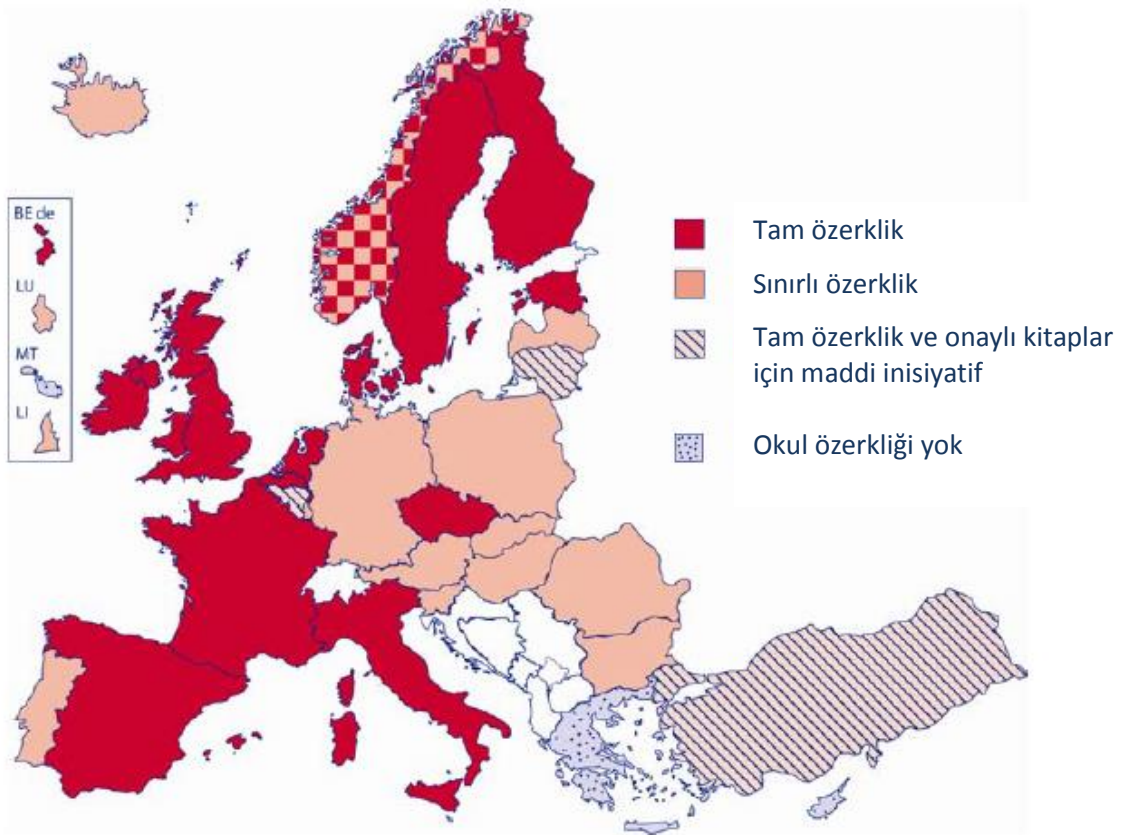 BE de
LU
MT
LI
Tam özerklik
Sınırlı özerklik
Tam özerklik ve onaylı kitaplar
için maddi inisiyatif
Okul özerkliği yok